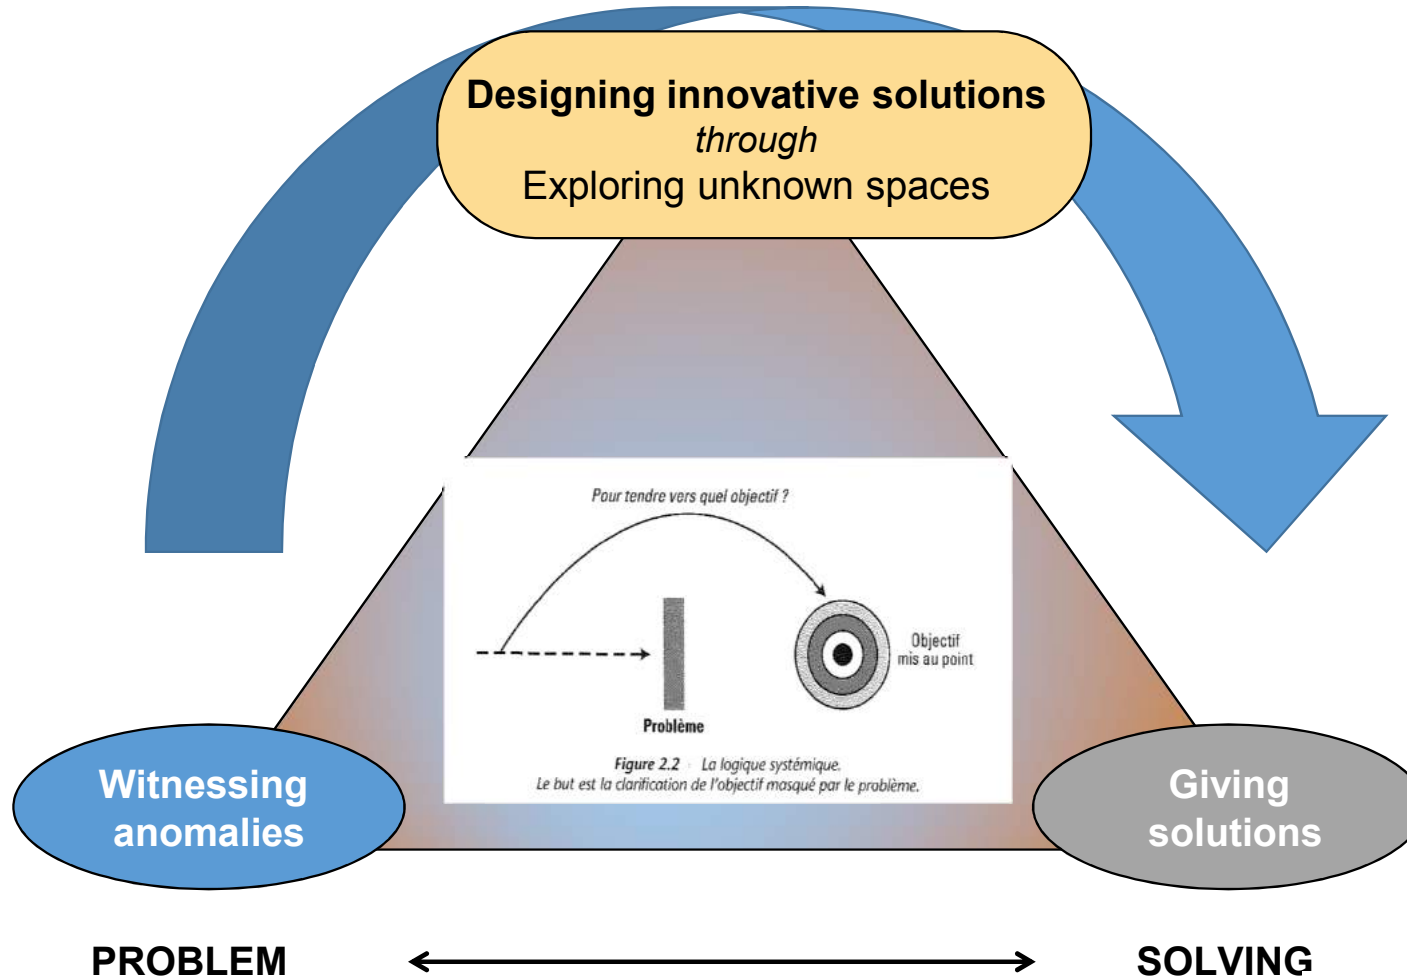 Designing innovative solutions
through
Exploring unknown spaces
Pour tendre vers quel objectif ?
Objectif
mis au point
Problème
Figure 2.2 La logique systémique.
Le but est la clarification de l'objectif masqué par le problème.
Witnessing
anomalies
Giving
solutions
PROBLEM
SOLVING